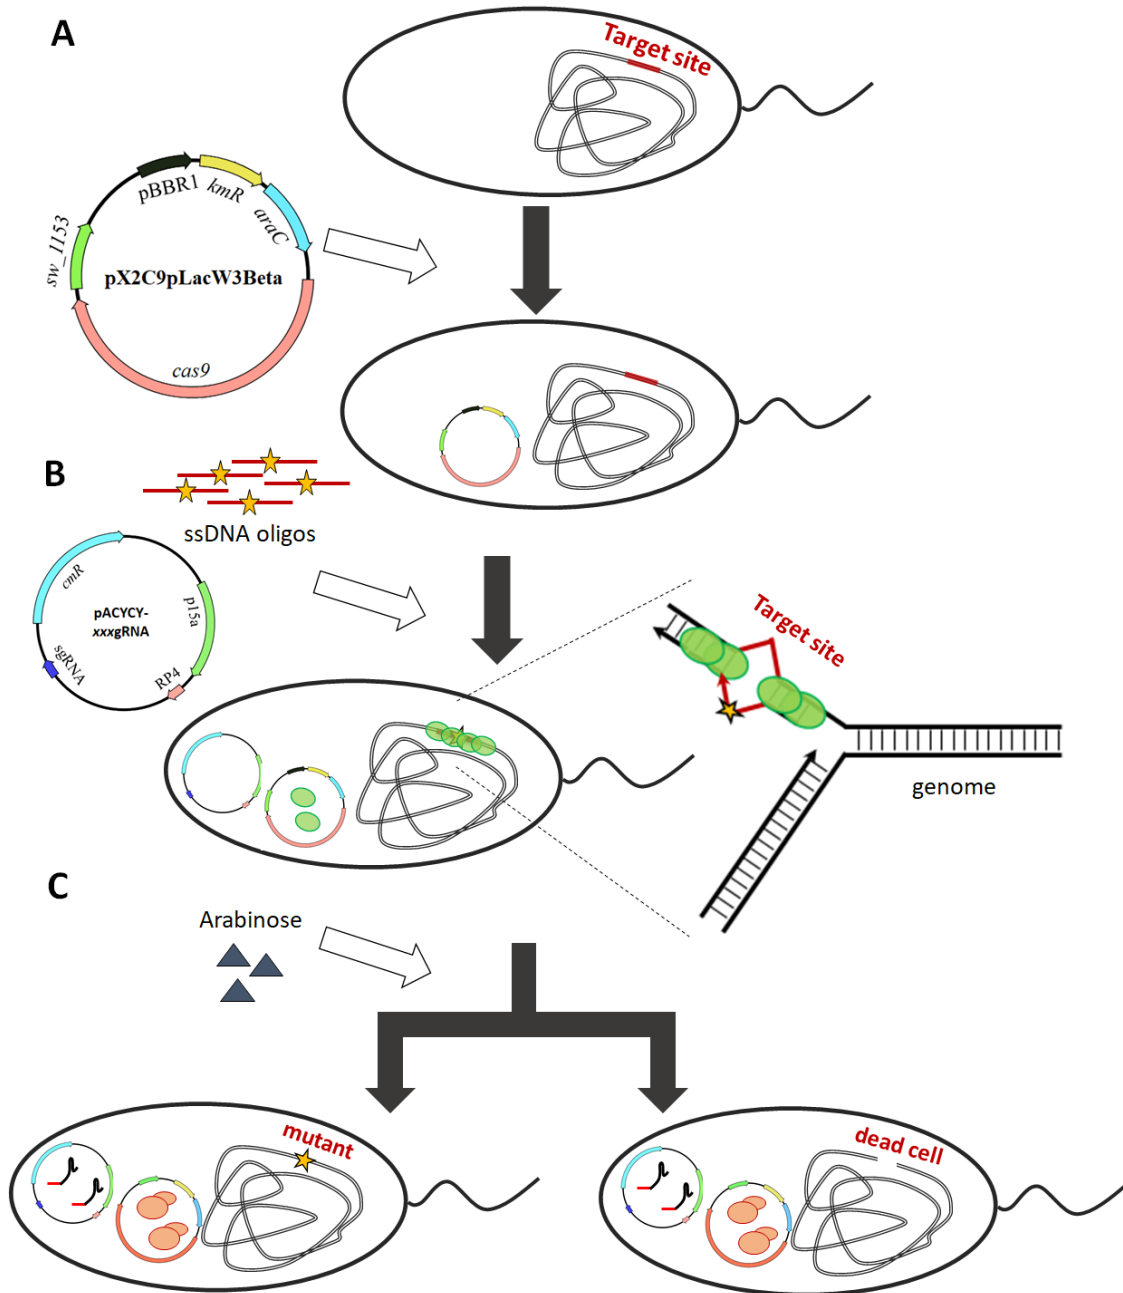 A
Target site
pBBR1
kmR
araC
sw_1153
pX2C9pLacW3Beta
cas9
B
ssDNA oligos
cmR
p15a
pACYCY-
xxxgRNA
sgRNA
RP4
Target site
genome
C
Arabinose
mutant
dead cell